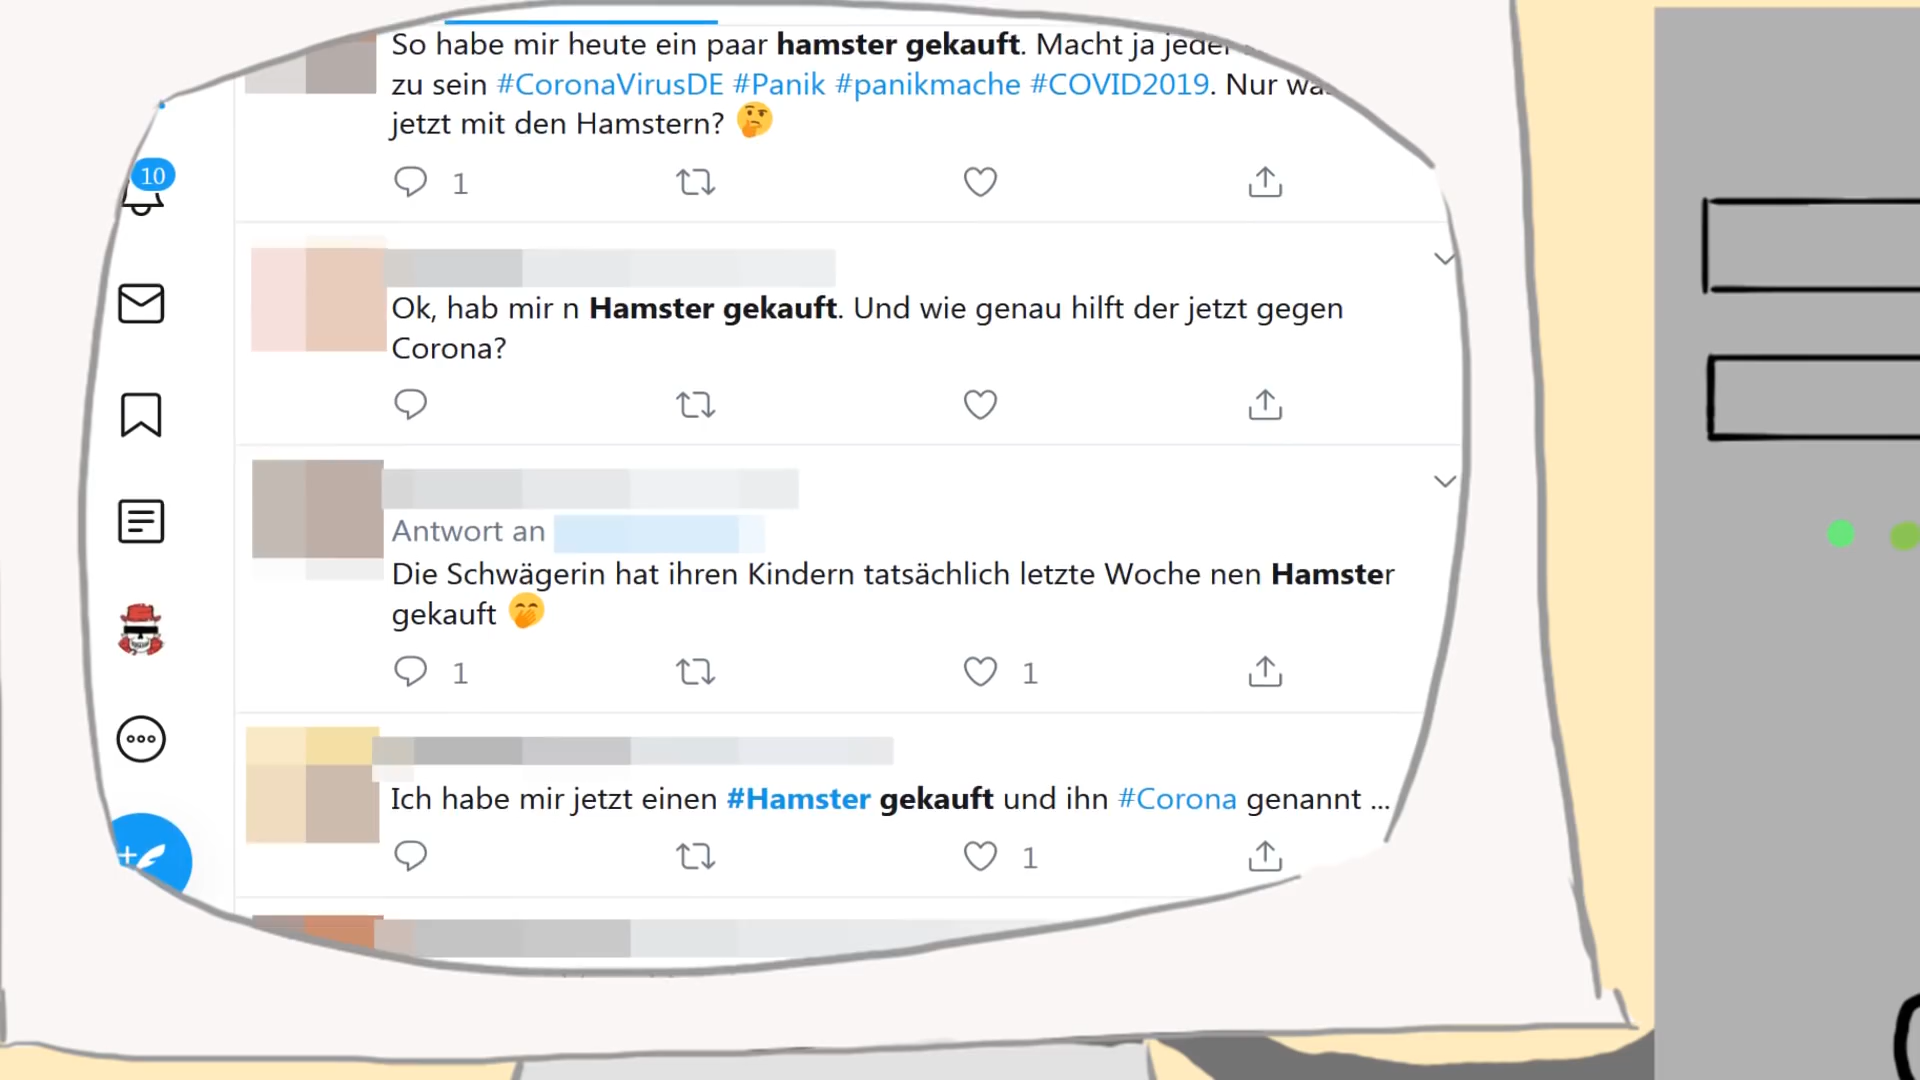 So habe mir heute ein paar hamster gekauft. Macht ja jeder
zu sein #CoronaVirusDE #Panik #panikmache #COVID2019. Nur
jetzt mit den Hamstern? 🤔
1
10
Ok, hab mir n Hamster gekauft. Und wie genau hilft der jetzt gegen
Corona?
Antwort an
Die Schwägerin hat ihren Kindern tatsächlich letzte Woche nen Hamster
gekauft 🤭
1 1
Ich habe mir jetzt einen #Hamster gekauft und ihn #Corona genannt ...
1